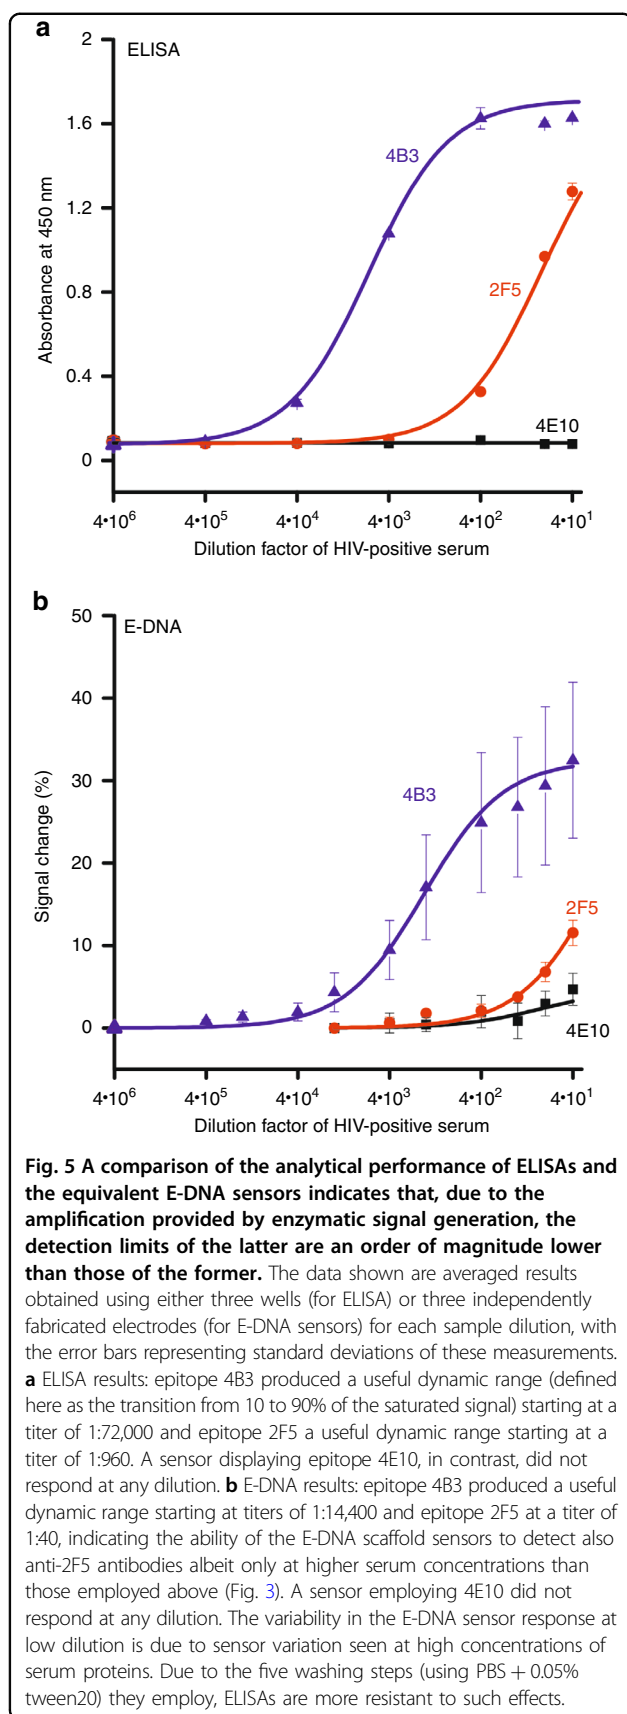 a
ELISA
2
1.6
1.2
0.8
0.4
0
Absorbance at 450 nm
4B3
2F5
4E10
4•10⁶ 4•10⁵ 4•10⁴ 4•10³ 4•10² 4•10¹
Dilution factor of HIV-positive serum
b
E-DNA
50
40
30
20
10
0
Signal change (%)
4B3
2F5
4E10
4•10⁶ 4•10⁵ 4•10⁴ 4•10³ 4•10² 4•10¹
Dilution factor of HIV-positive serum
Fig. 5 A comparison of the analytical performance of ELISAs and
the equivalent E-DNA sensors indicates that, due to the
amplification provided by enzymatic signal generation, the
detection limits of the latter are an order of magnitude lower
than those of the former. The data shown are averaged results
obtained using either three wells (for ELISA) or three independently
fabricated electrodes (for E-DNA sensors) for each sample dilution, with
the error bars representing standard deviations of these measurements.
a ELISA results: epitope 4B3 produced a useful dynamic range (defined
here as the transition from 10 to 90% of the saturated signal) starting at a
titer of 1:72,000 and epitope 2F5 a useful dynamic range starting at a
titer of 1:960. A sensor displaying epitope 4E10, in contrast, did not
respond at any dilution. b E-DNA results: epitope 4B3 produced a useful
dynamic range starting at titers of 1:14,400 and epitope 2F5 at a titer of
1:40, indicating the ability of the E-DNA scaffold sensors to detect also
anti-2F5 antibodies albeit only at higher serum concentrations than
those employed above (Fig. 3). A sensor employing 4E10 did not
respond at any dilution. The variability in the E-DNA sensor response at
low dilution is due to sensor variation seen at high concentrations of
serum proteins. Due to the five washing steps (using PBS + 0.05%
tween20) they employ, ELISAs are more resistant to such effects.